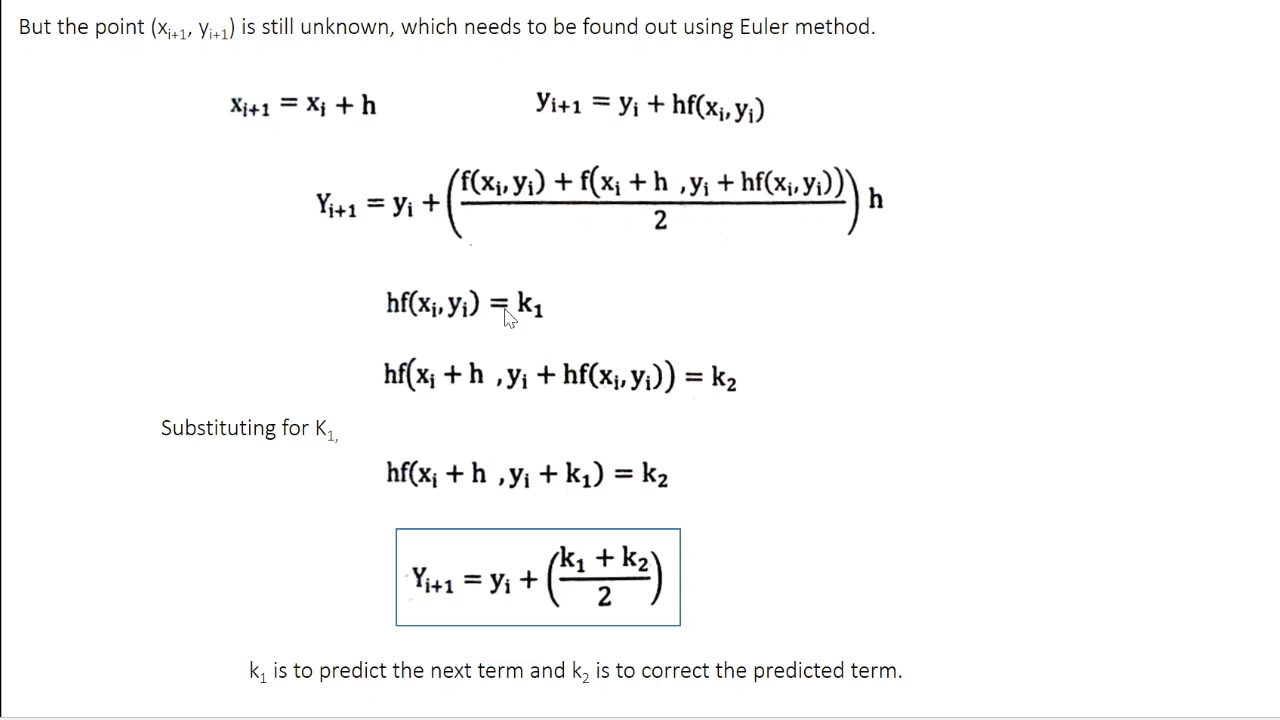 But the point (xᵢ₊₁, yᵢ₊₁) is still unknown, which needs to be found out using Euler method.
xᵢ₊₁ = xᵢ + h    yᵢ₊₁ = yᵢ + hf(xᵢ, yᵢ)
Yᵢ₊₁ = yᵢ + ( (f(xᵢ, yᵢ) + f(xᵢ + h , yᵢ + hf(xᵢ, yᵢ))) / 2 ) h
hf(xᵢ, yᵢ) = k₁
hf(xᵢ + h , yᵢ + hf(xᵢ, yᵢ)) = k₂
Substituting for K₁,
hf(xᵢ + h , yᵢ + k₁) = k₂
Yᵢ₊₁ = yᵢ + ( (k₁ + k₂) / 2 )
k₁ is to predict the next term and k₂ is to correct the predicted term.